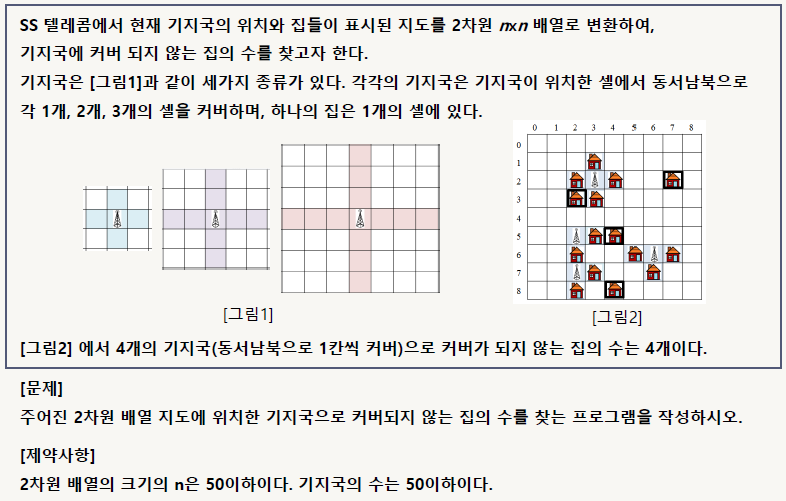 SS 텔레콤에서 현재 기지국의 위치와 집들이 표시된 지도를 2차원 nxn 배열로 변환하여,
기지국에 커버 되지 않는 집의 수를 찾고자 한다.
기지국은 [그림1]과 같이 세가지 종류가 있다. 각각의 기지국은 기지국이 위치한 셀에서 동서남북으로
각 1개, 2개, 3개의 셀을 커버하며, 하나의 집은 1개의 셀에 있다.
0 1 2 3 4 5 6 7 8
0
1
2
3
4
5
6
7
8
[그림1]
[그림2]
[그림2] 에서 4개의 기지국(동서남북으로 1칸씩 커버)으로 커버가 되지 않는 집의 수는 4개이다.
[문제]
주어진 2차원 배열 지도에 위치한 기지국으로 커버되지 않는 집의 수를 찾는 프로그램을 작성하시오.
[제약사항]
2차원 배열의 크기의 n은 50이하이다. 기지국의 수는 50이하이다.